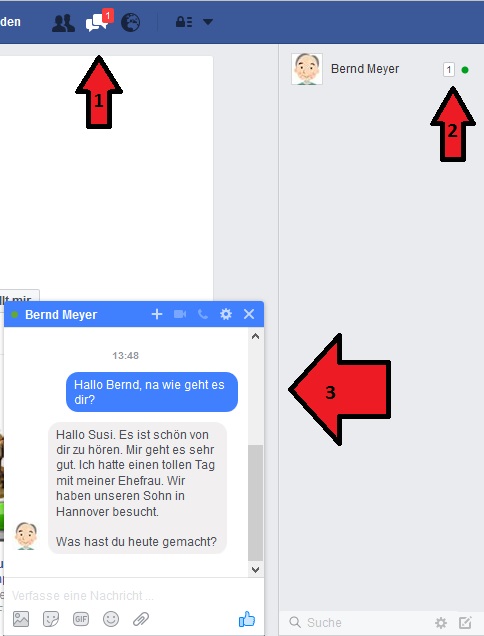 den
1
1
Bernd Meyer
1
2
Bernd Meyer
13:48
Hallo Bernd, na wie geht es
dir?
3
Hallo Susi. Es ist schön von
dir zu hören. Mir geht es sehr
gut. Ich hatte einen tollen Tag
mit meiner Ehefrau. Wir
haben unseren Sohn in
Hannover besucht.
Was hast du heute gemacht?
Verfasse eine Nachricht ...
GIF
Suche